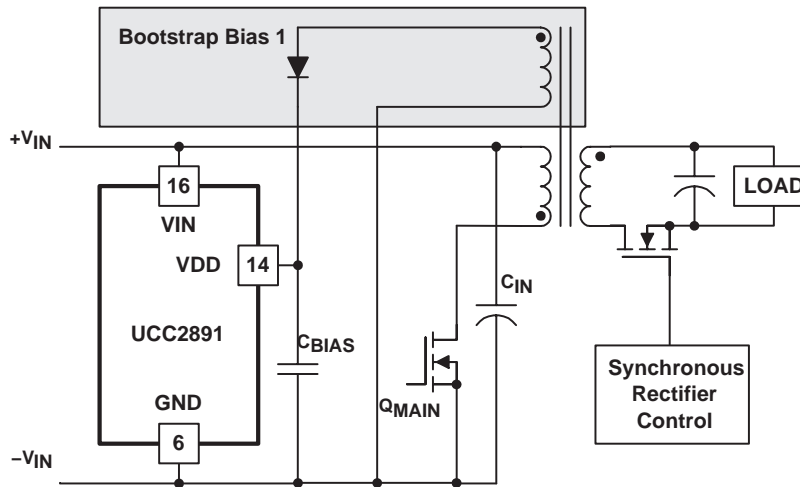 Bootstrap Bias 1
+VIN
16
VIN
VDD
14
LOAD
CIN
UCC2891
CBIAS
GND
QMAIN
6
Synchronous
Rectifier
Control
−VIN